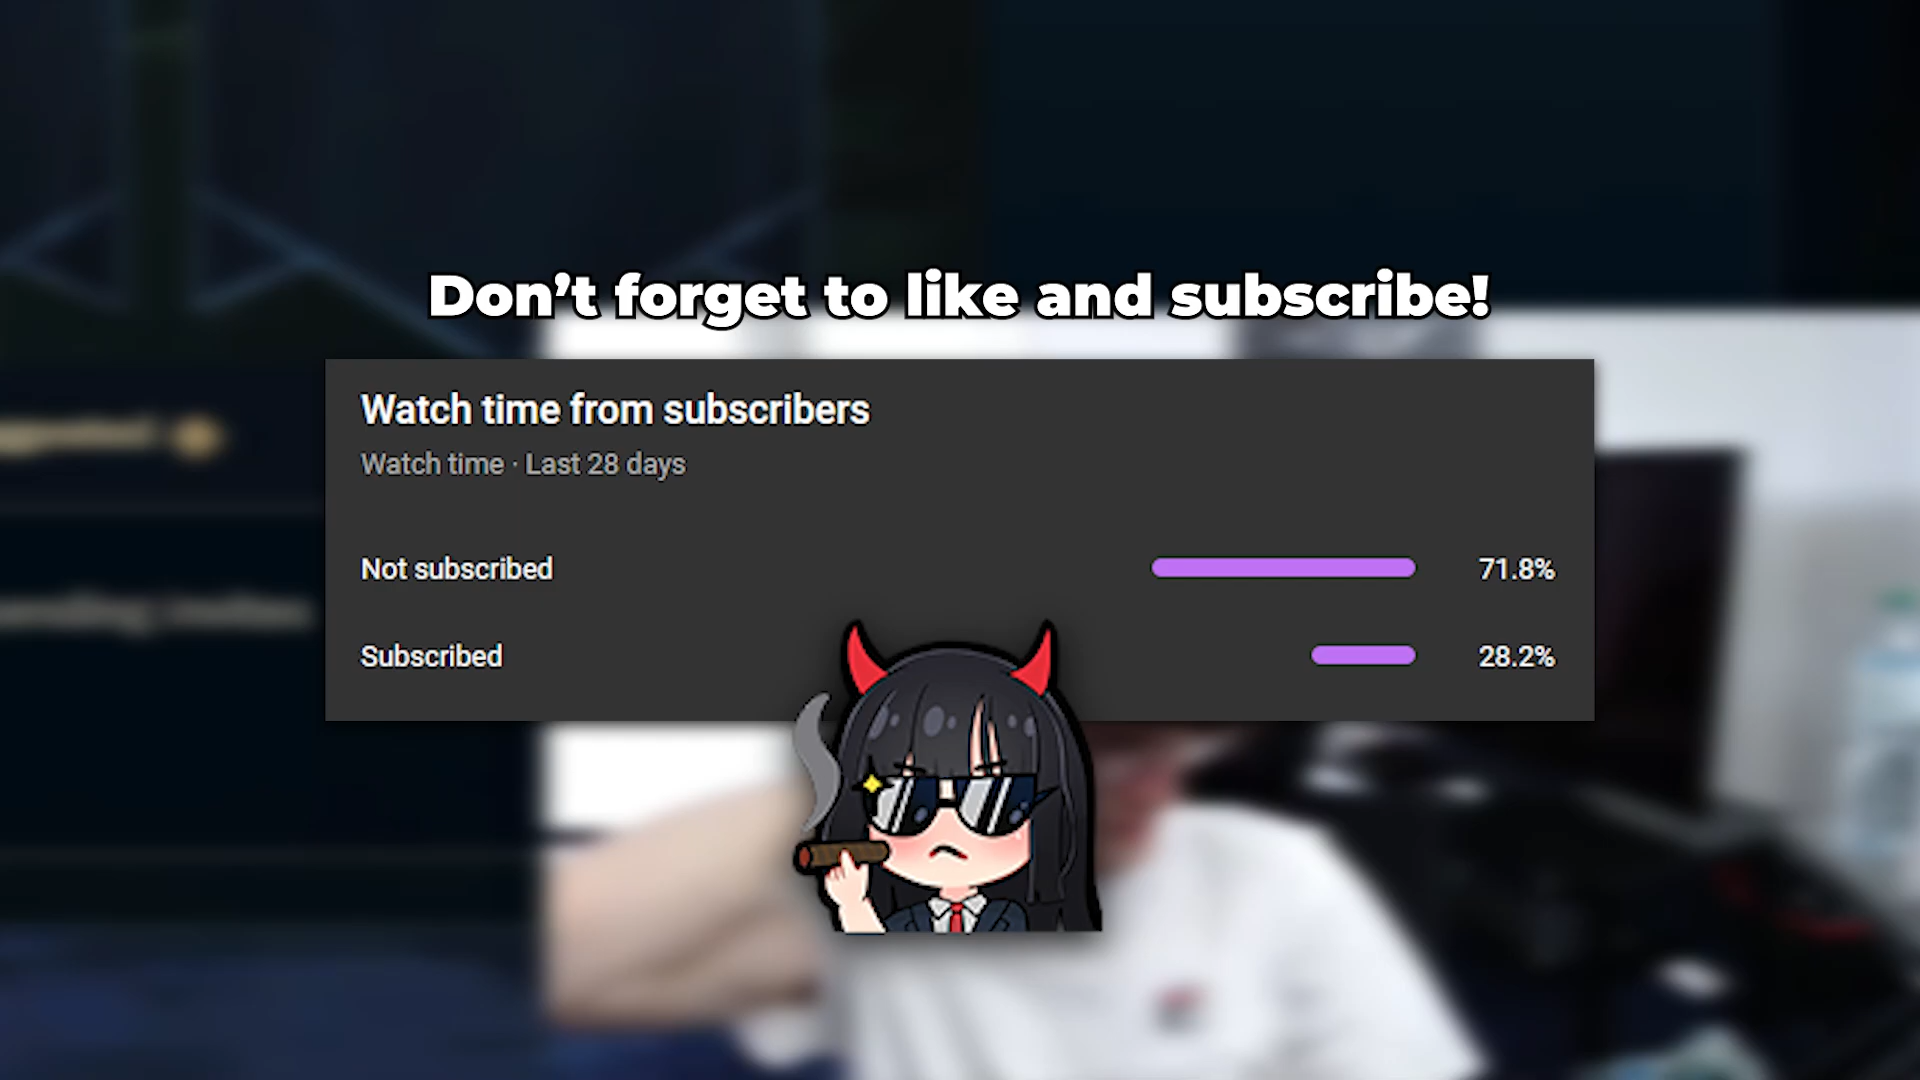 Don’t forget to like and subscribe!
Watch time from subscribers
Watch time · Last 28 days
Not subscribed 71.8%
Subscribed 28.2%